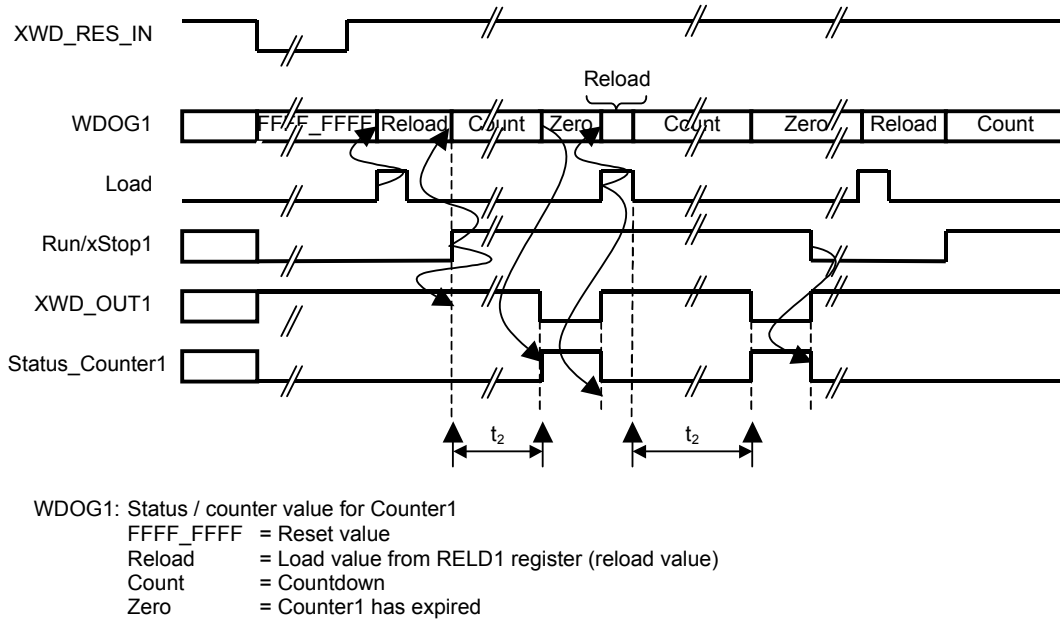 XWD_RES_IN
Reload
WDOG1 FFFF_FFFF Reload Count Zero Count Zero Reload Count
Load
Run/xStop1
XWD_OUT1
Status_Counter1
t2 t2
WDOG1: Status / counter value for Counter1
FFFF_FFFF = Reset value
Reload = Load value from RELD1 register (reload value)
Count = Countdown
Zero = Counter1 has expired